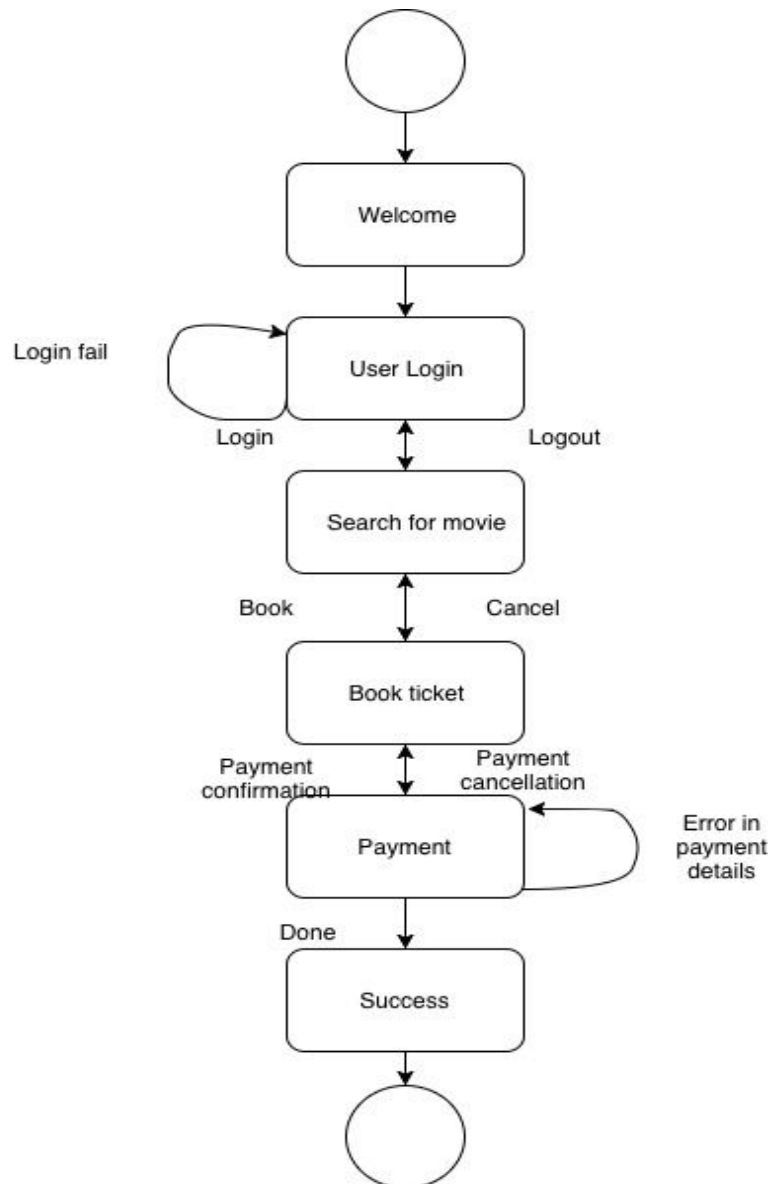 Welcome
Login fail
User Login
Login
Logout
Search for movie
Book
Cancel
Book ticket
Payment
confirmation
Payment
cancellation
Payment
Error in
payment
details
Done
Success